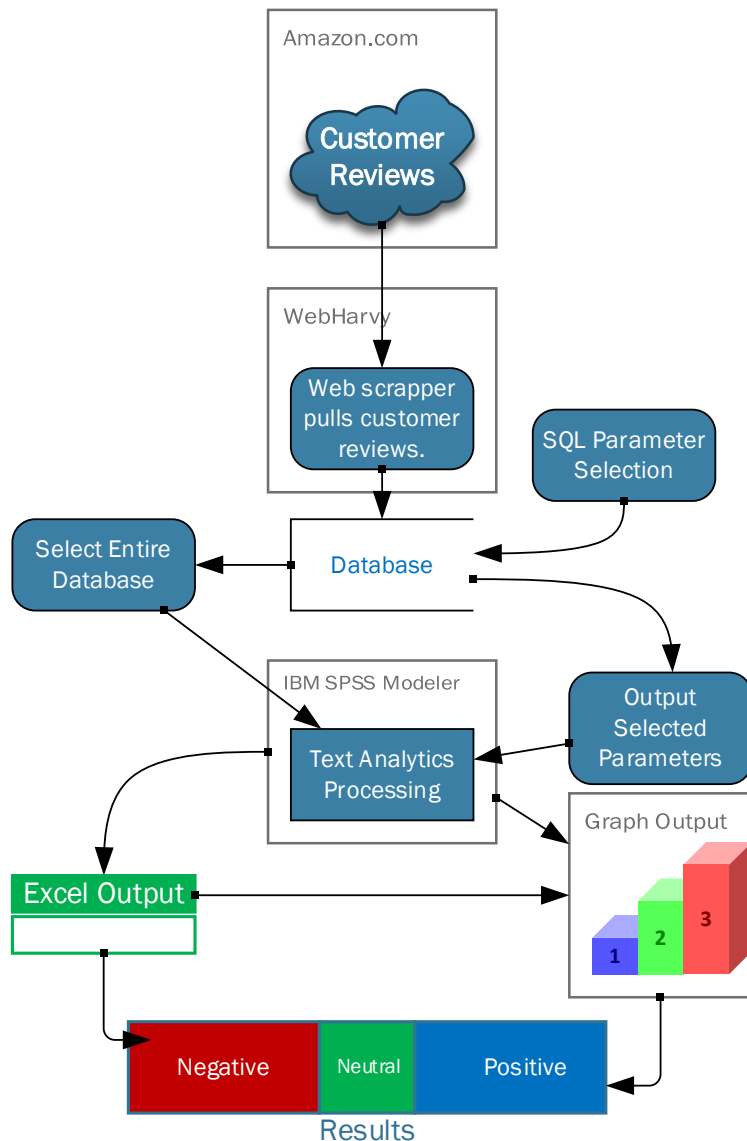 Amazon.com
Customer
Reviews
WebHarvy
Web scrapper
pulls customer
reviews.
SQL Parameter
Selection
Select Entire
Database
Database
IBM SPSS Modeler
Output
Selected
Parameters
Text Analytics
Processing
Graph Output
1
2
3
Excel Output
Negative
Neutral
Positive
Results